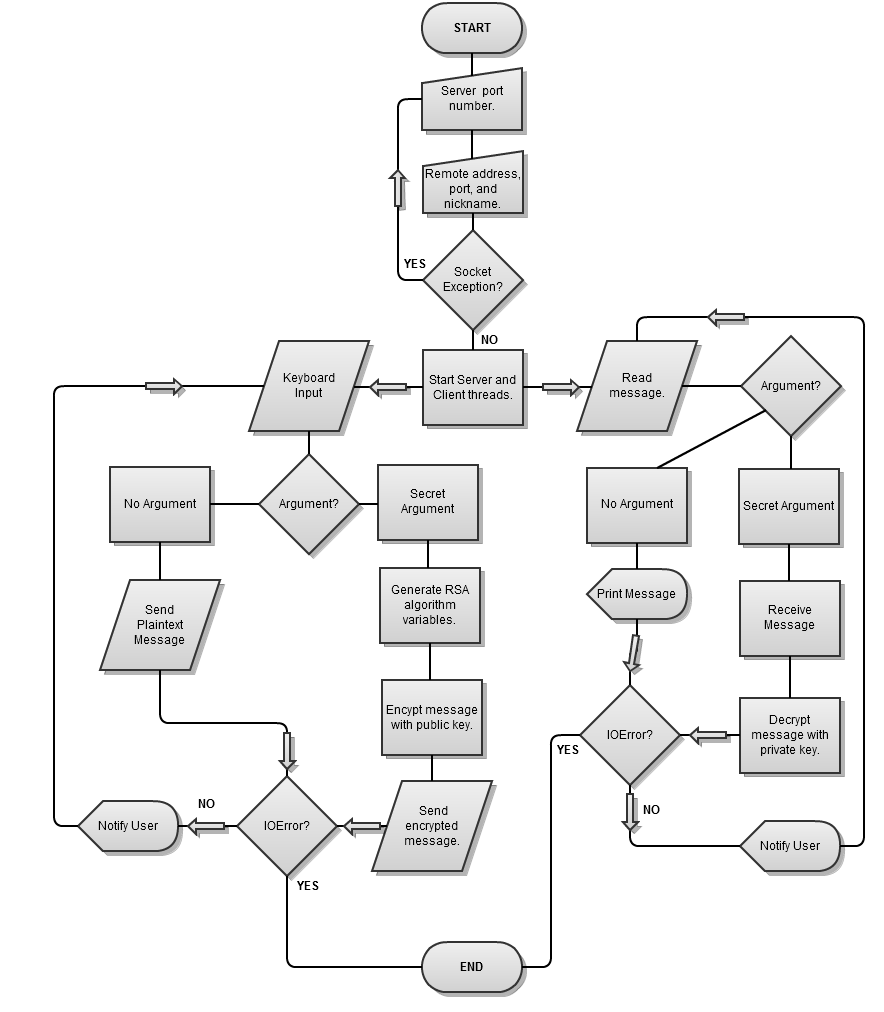 START
Server port
number.
Remote address,
port, and
nickname.
YES
Socket
Exception?
NO
Keyboard
Input
Start Server and
Client threads.
Read
message.
Argument?
No Argument
Argument?
Secret
Argument
No Argument
Secret Argument
Send
Plaintext
Message
Generate RSA
algorithm
variables.
Print Message
Receive
Message
Encypt message
with public key.
IOError?
YES
Decrypt
message with
private key.
NO
Notify User
NO
IOError?
Send
encrypted
message.
Notify User
YES
END